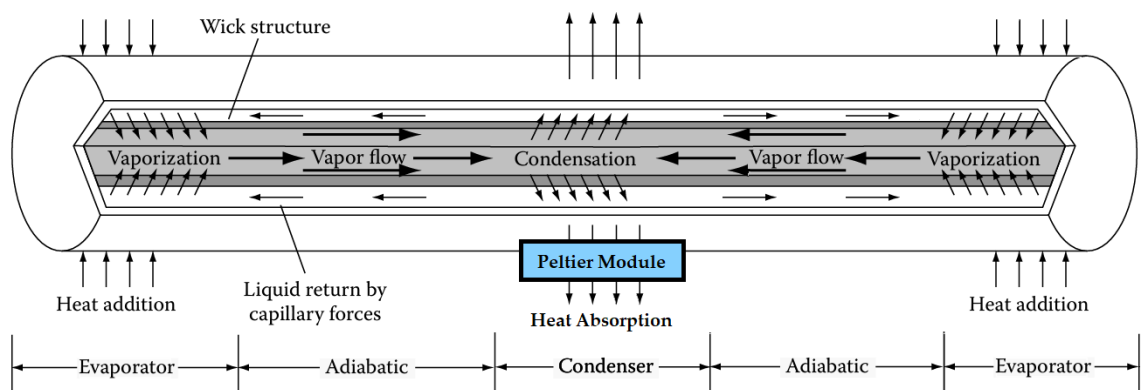 Wick structure
Vaporization
Vapor flow
Condensation
Vapor flow
Vaporization
Peltier Module
Heat addition
Liquid return by
capillary forces
Heat Absorption
Heat addition
Evaporator
Adiabatic
Condenser
Adiabatic
Evaporator